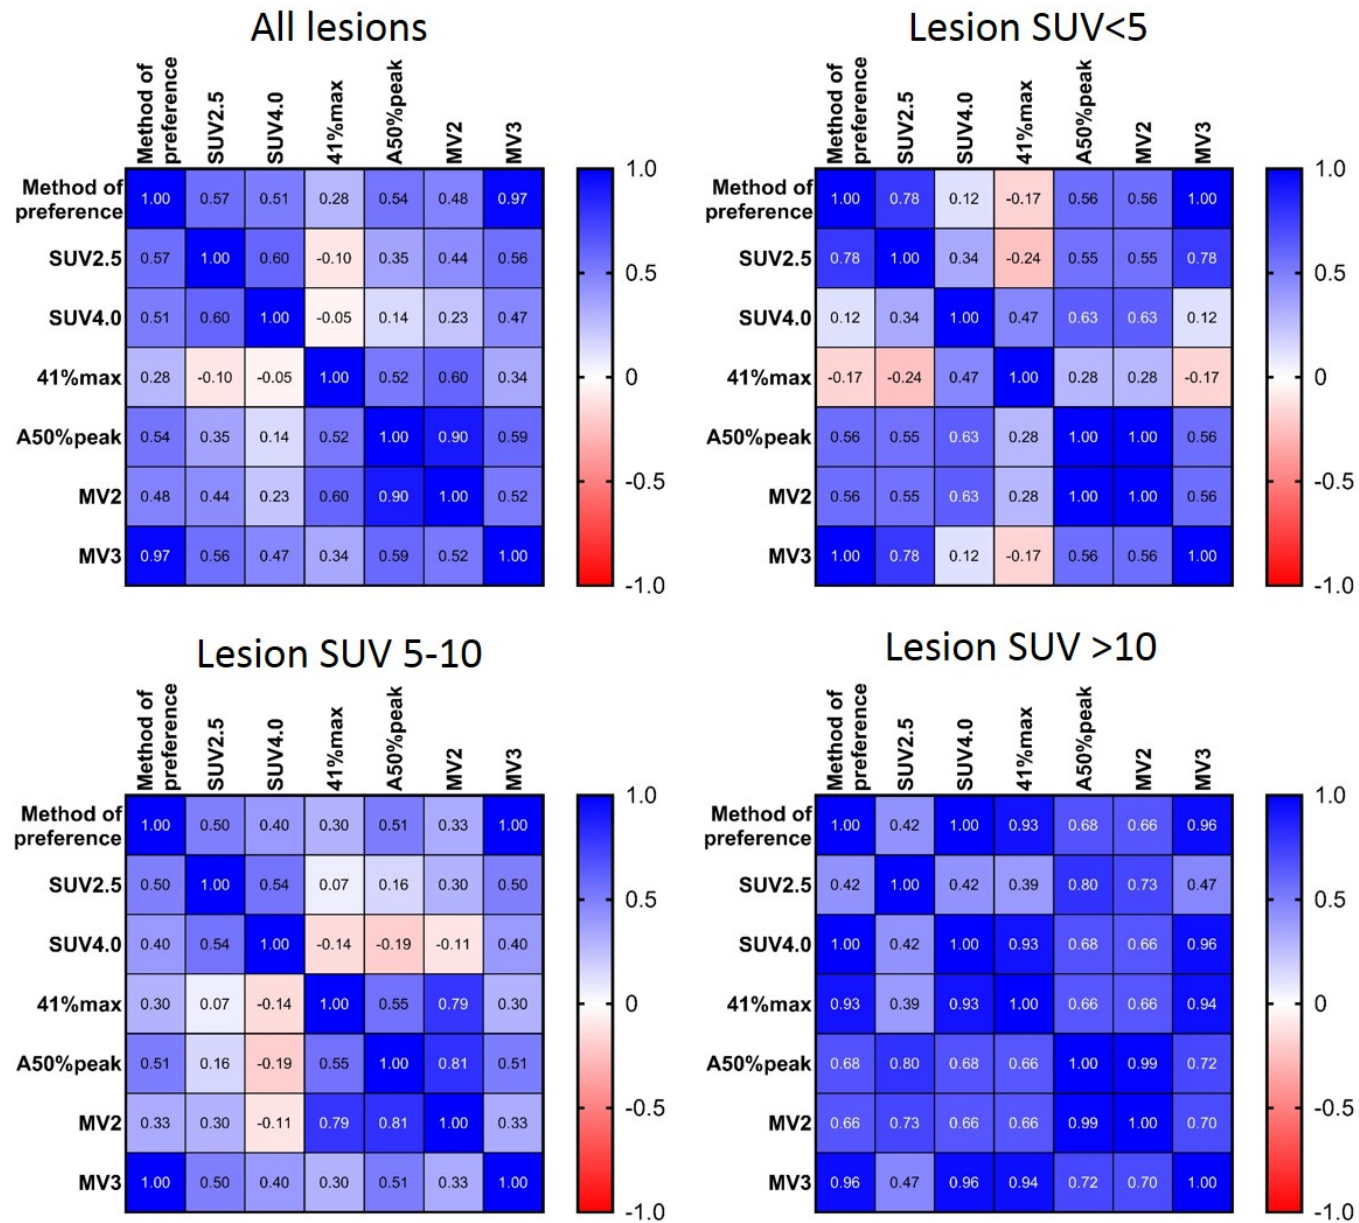 All lesions
Method of preference SUV2.5 SUV4.0 41%max A50%peak MV2 MV3
Method of preference 1.00 0.57 0.51 0.28 0.54 0.48 0.97
SUV2.5 0.57 1.00 0.60 -0.10 0.35 0.44 0.56
SUV4.0 0.51 0.60 1.00 -0.05 0.14 0.23 0.47
41%max 0.28 -0.10 -0.05 1.00 0.52 0.60 0.34
A50%peak 0.54 0.35 0.14 0.52 1.00 0.90 0.59
MV2 0.48 0.44 0.23 0.60 0.90 1.00 0.52
MV3 0.97 0.56 0.47 0.34 0.59 0.52 1.00
1.0
0.5
0
-0.5
-1.0
Lesion SUV<5
Method of preference SUV2.5 SUV4.0 41%max A50%peak MV2 MV3
Method of preference 1.00 0.78 0.12 -0.17 0.56 0.56 1.00
SUV2.5 0.78 1.00 0.34 -0.24 0.55 0.55 0.78
SUV4.0 0.12 0.34 1.00 0.47 0.63 0.63 0.12
41%max -0.17 -0.24 0.47 1.00 0.28 0.28 -0.17
A50%peak 0.56 0.55 0.63 0.28 1.00 1.00 0.56
MV2 0.56 0.55 0.63 0.28 1.00 1.00 0.56
MV3 1.00 0.78 0.12 -0.17 0.56 0.56 1.00
1.0
0.5
0
-0.5
-1.0
Lesion SUV 5-10
Method of preference SUV2.5 SUV4.0 41%max A50%peak MV2 MV3
Method of preference 1.00 0.50 0.40 0.30 0.51 0.33 1.00
SUV2.5 0.50 1.00 0.54 0.07 0.16 0.30 0.50
SUV4.0 0.40 0.54 1.00 -0.14 -0.19 -0.11 0.40
41%max 0.30 0.07 -0.14 1.00 0.55 0.79 0.30
A50%peak 0.51 0.16 -0.19 0.55 1.00 0.81 0.51
MV2 0.33 0.30 -0.11 0.79 0.81 1.00 0.33
MV3 1.00 0.50 0.40 0.30 0.51 0.33 1.00
1.0
0.5
0
-0.5
-1.0
Lesion SUV >10
Method of preference SUV2.5 SUV4.0 41%max A50%peak MV2 MV3
Method of preference 1.00 0.42 1.00 0.93 0.68 0.66 0.96
SUV2.5 0.42 1.00 0.42 0.39 0.80 0.73 0.47
SUV4.0 1.00 0.42 1.00 0.93 0.68 0.66 0.96
41%max 0.93 0.39 0.93 1.00 0.66 0.66 0.94
A50%peak 0.68 0.80 0.68 0.66 1.00 0.99 0.72
MV2 0.66 0.73 0.66 0.66 0.99 1.00 0.70
MV3 0.96 0.47 0.96 0.94 0.72 0.70 1.00
1.0
0.5
0
-0.5
-1.0